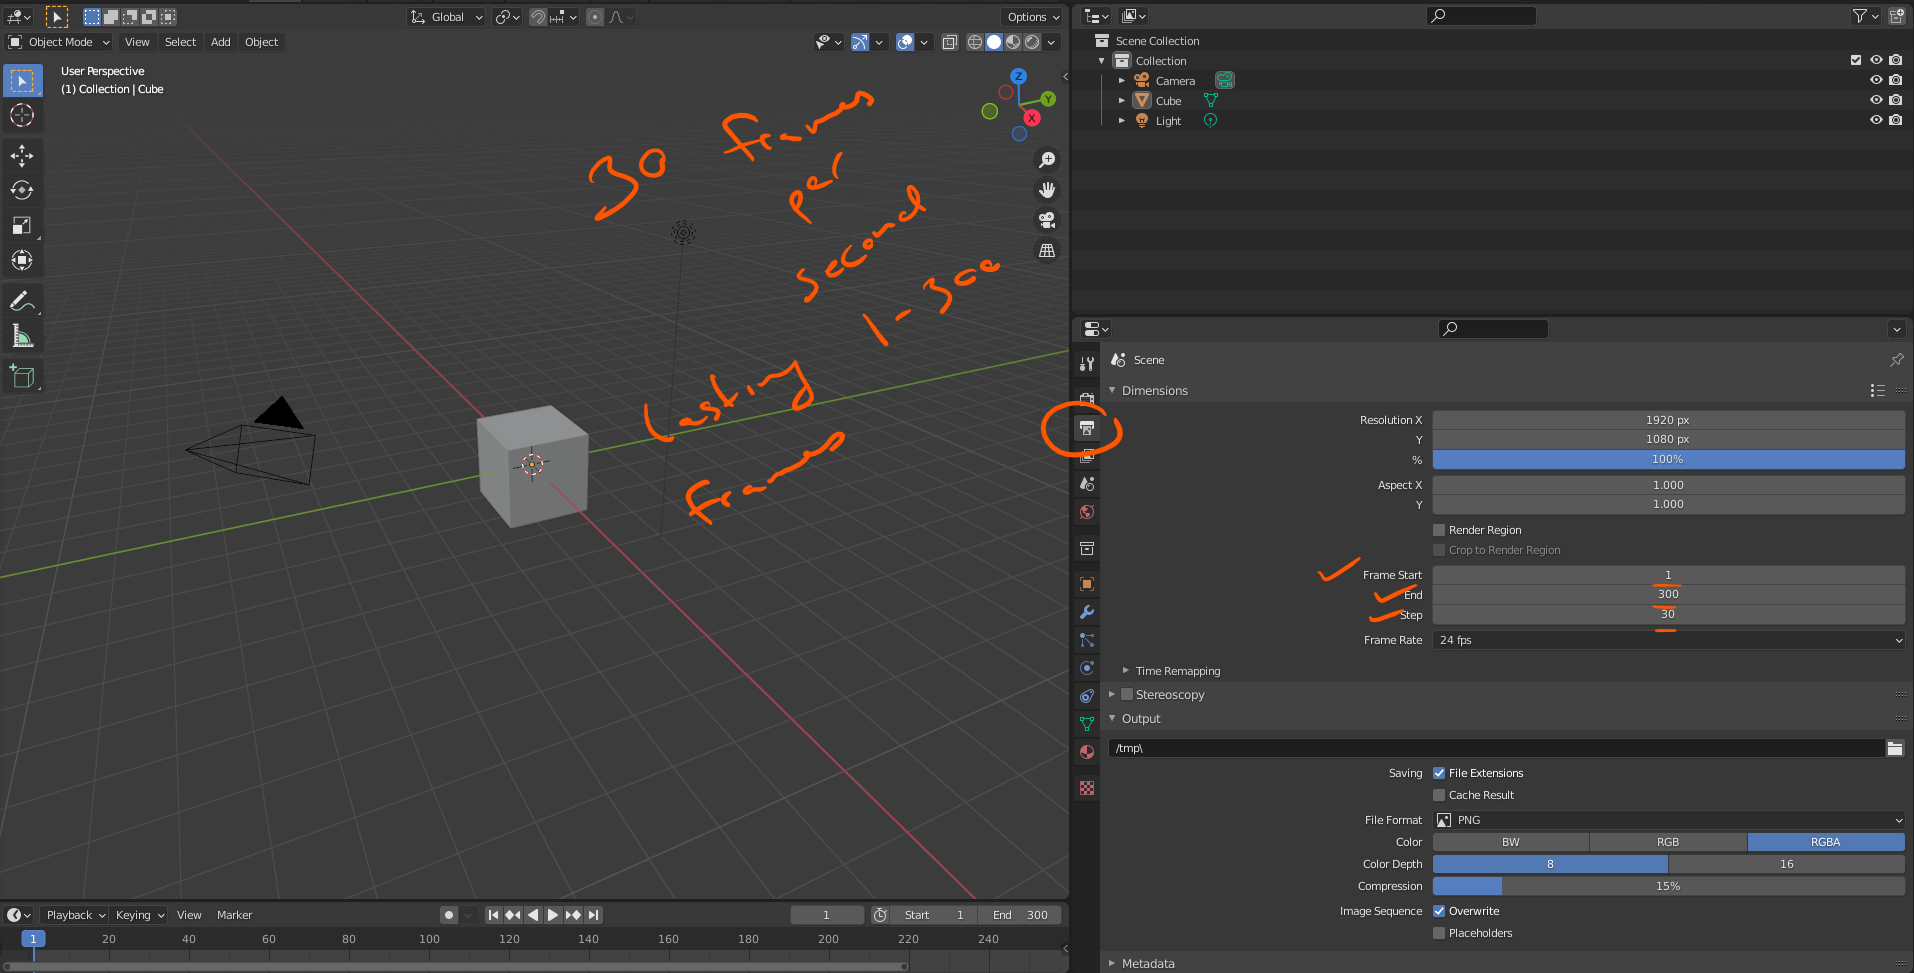 Global
Options
Object Mode
View
Select
Add
Object
User Perspective
(1) Collection | Cube
Z
Y
X
30 frames
per
second
1-300
lasting
frames
Scene Collection
Collection
Camera
Cube
Light
Scene
Dimensions
Resolution X 1920 px
Y 1080 px
% 100%
Aspect X 1.000
Y 1.000
Render Region
Crop to Render Region
Frame Start 1
End 300
Step 30
Frame Rate 24 fps
Time Remapping
Stereoscopy
Output
/tmp\
Saving File Extensions
Cache Result
File Format PNG
Color BW RGB RGBA
Color Depth 8 16
Compression 15%
Image Sequence Overwrite
Placeholders
Metadata
Playback Keying View Marker 1 Start 1 End 300
1 20 40 60 80 100 120 140 160 180 200 220 240